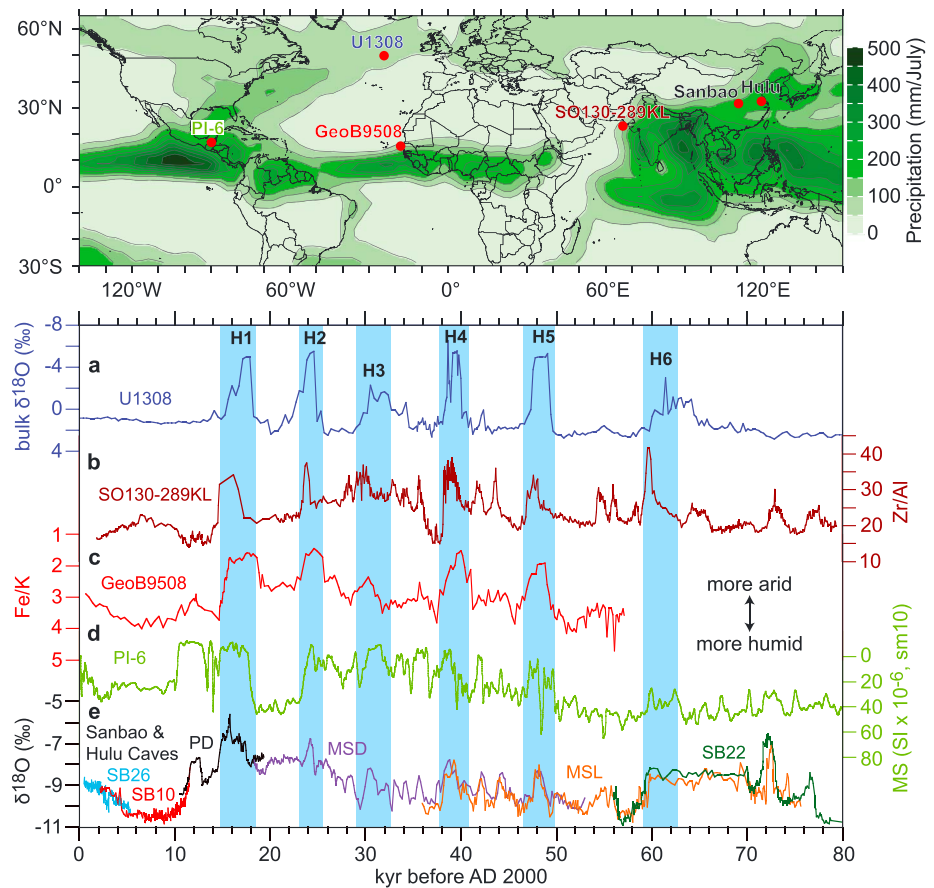 60°N
30°N
0°
30°S
120°W
60°W
0°
60°E
120°E
U1308
PI-6
GeoB9508
SO130-289KL
Sanbao
Hulu
500
400
300
200
100
0
Precipitation (mm/July)
H1
H2
H3
H4
H5
H6
a
U1308
-8
-4
0
4
bulk δ18O (‰)
b
SO130-289KL
40
30
20
10
Zr/Al
c
GeoB9508
1
2
3
4
5
Fe/K
more arid
more humid
d
PI-6
0
20
40
60
80
MS (SI x 10-6, sm10)
e
Sanbao &
Hulu Caves
SB26
SB10
PD
MSD
MSL
SB22
-5
-7
-9
-11
δ18O (‰)
0
10
20
30
40
50
60
70
80
kyr before AD 2000